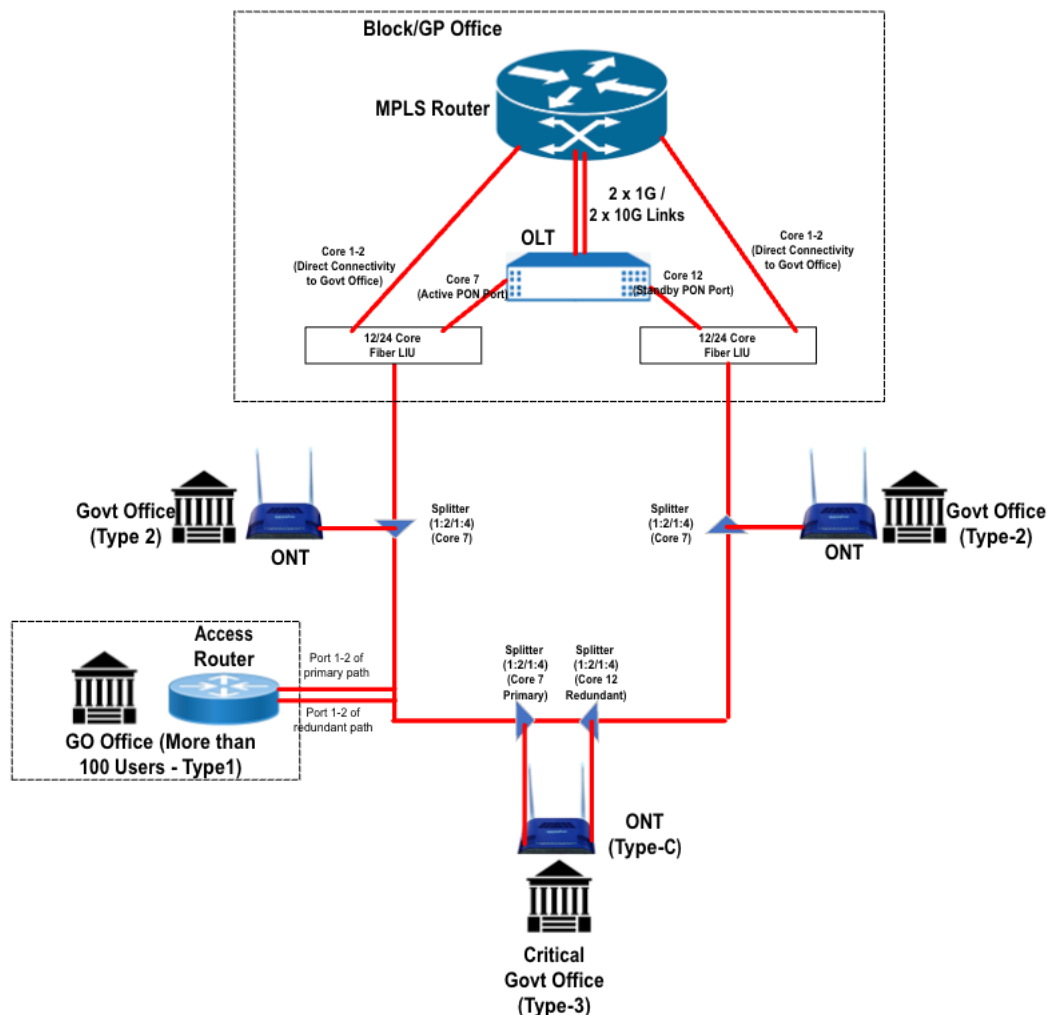 Block/GP Office
MPLS Router
2 x 1G /
2 x 10G Links
OLT
Core 1-2
(Direct Connectivity
to Govt Office)
Core 7
(Active PON Port)
Core 12
(Standby PON Port)
Core 1-2
(Direct Connectivity
to Govt Office)
12/24 Core
Fiber LIU
12/24 Core
Fiber LIU
Govt Office
(Type 2)
ONT
Splitter
(1:2/1:4)
(Core 7)
Splitter
(1:2/1:4)
(Core 7)
ONT
Govt Office
(Type-2)
Access
Router
Port 1-2 of
primary path
Port 1-2 of
redundant path
GO Office (More than
100 Users - Type1)
Splitter
(1:2/1:4)
(Core 7
Primary)
Splitter
(1:2/1:4)
(Core 12
Redundant)
ONT
(Type-C)
Critical
Govt Office
(Type-3)